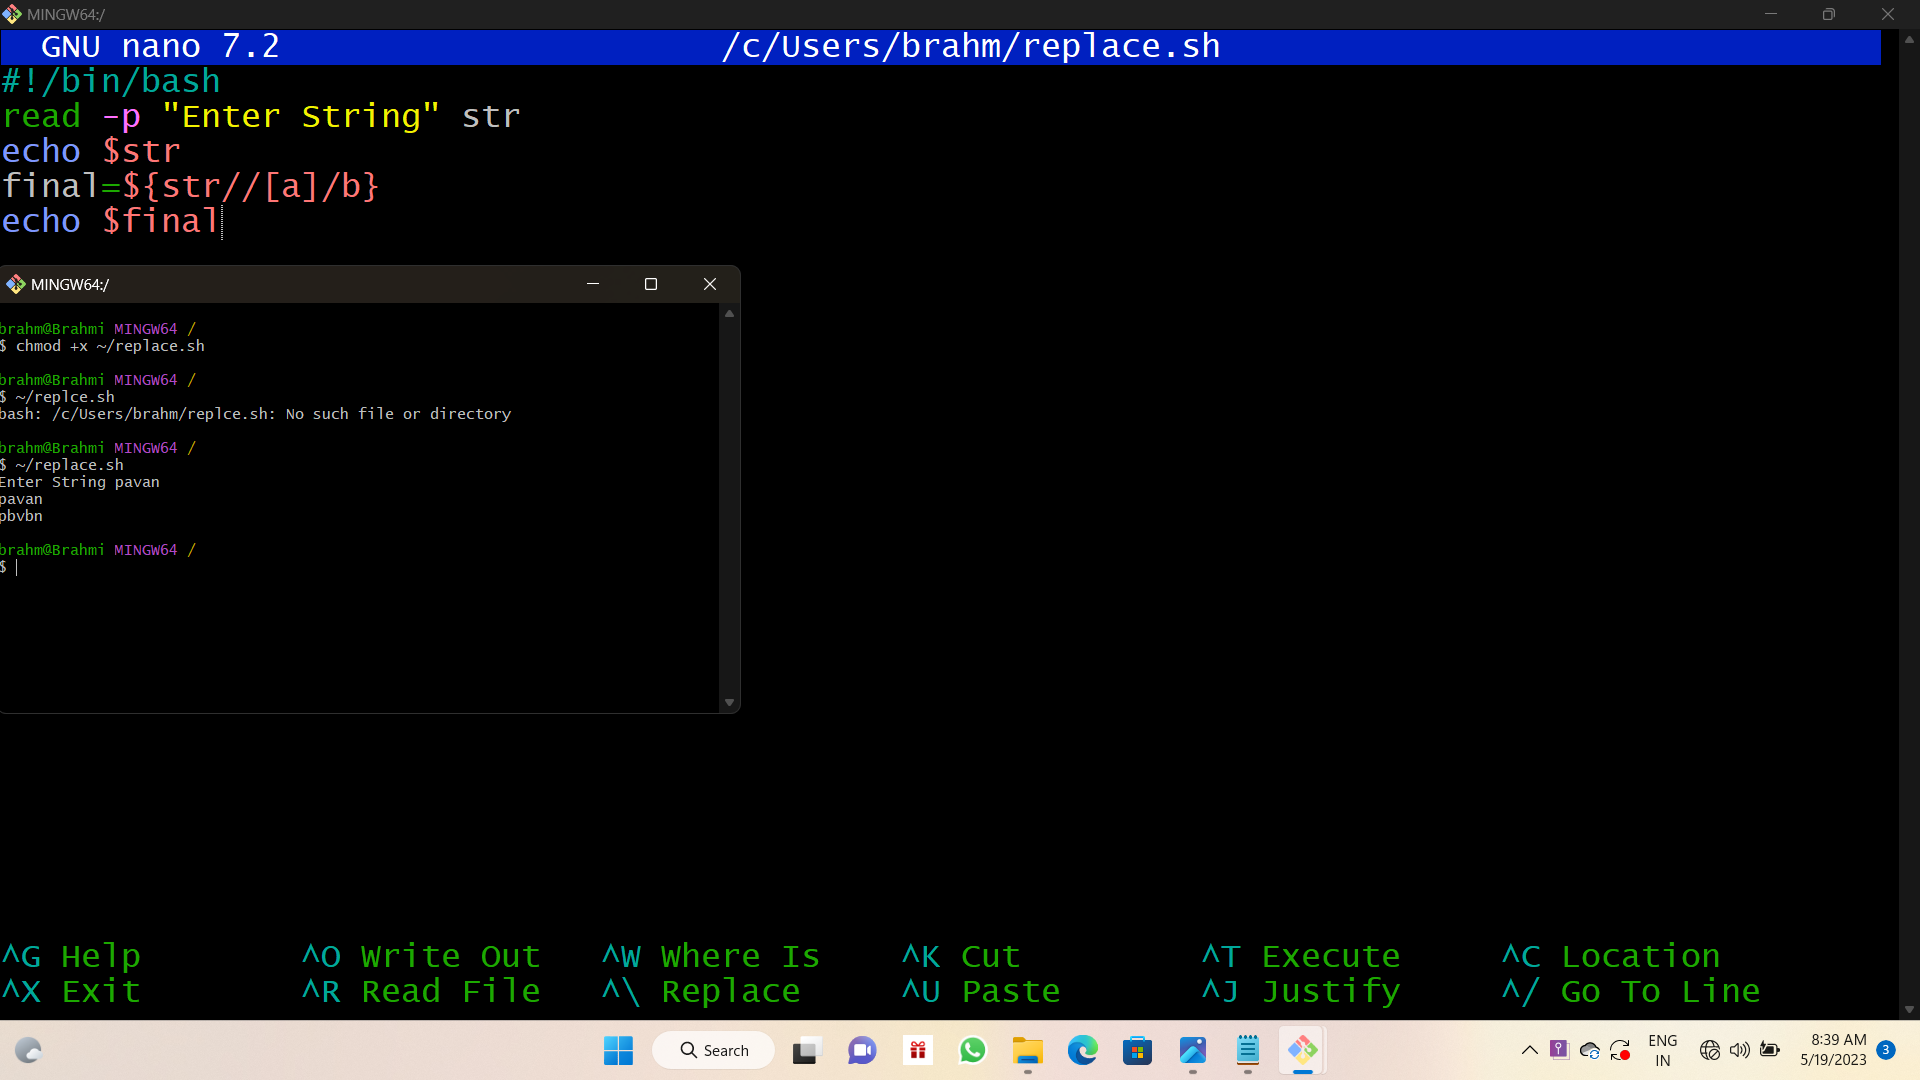 MINGW64:/
GNU nano 7.2 /c/Users/brahm/replace.sh
#!/bin/bash
read -p "Enter String" str
echo $str
final=${str//[a]/b}
echo $final
MINGW64:/
brahm@Brahmi MINGW64 /
$ chmod +x ~/replace.sh
brahm@Brahmi MINGW64 /
$ ~/replce.sh
bash: /c/Users/brahm/replce.sh: No such file or directory
brahm@Brahmi MINGW64 /
$ ~/replace.sh
Enter String pavan
pavan
pbvbn
brahm@Brahmi MINGW64 /
$
^G Help ^O Write Out ^W Where Is ^K Cut ^T Execute ^C Location
^X Exit ^R Read File ^\ Replace ^U Paste ^J Justify ^/ Go To Line
Search
ENG
IN
8:39 AM
5/19/2023
3